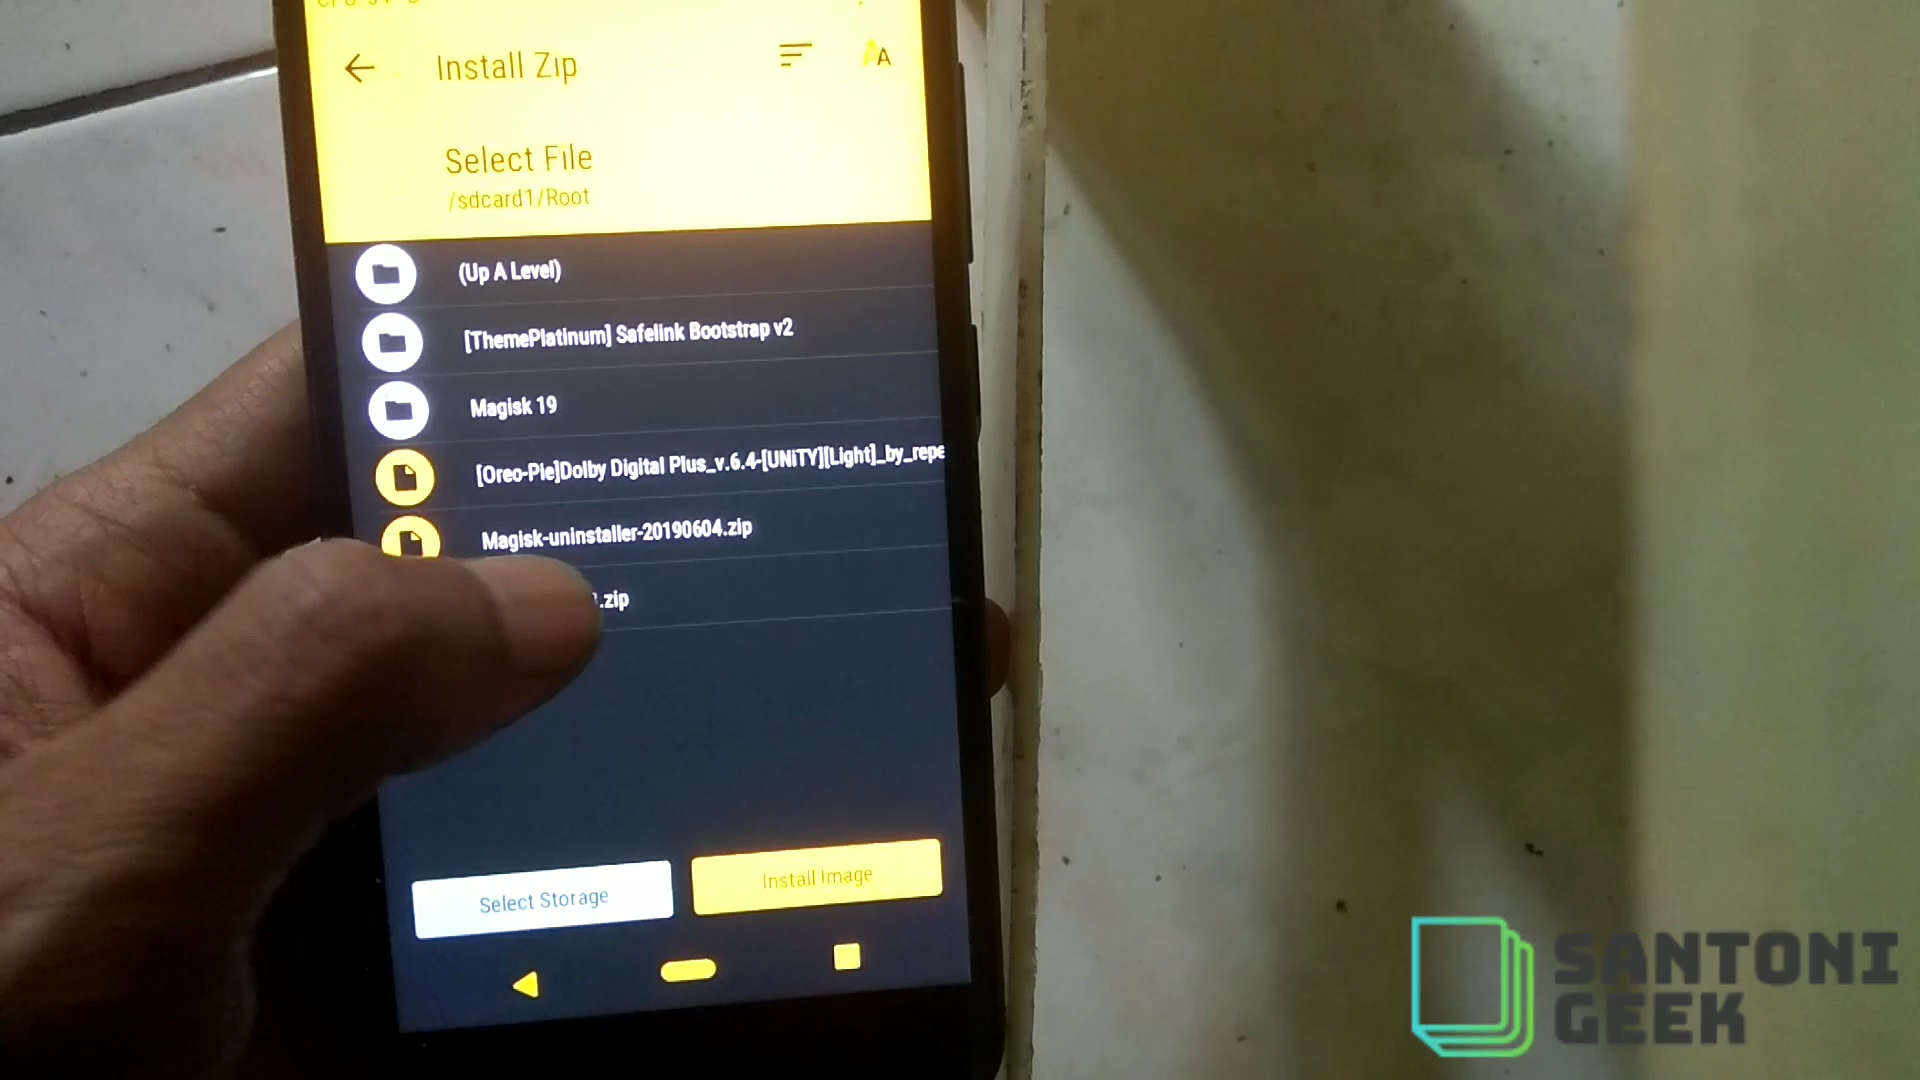 Install Zip
A
Select File
/sdcard1/Root
(Up A Level)
[ThemePlatinum] Safelink Bootstrap v2
Magisk 19
[Oreo-Pie]Dolby Digital Plus_v.6.4-[UNiTY][Light]_by_repe
Magisk-uninstaller-20190604.zip
.zip
Select Storage
Install Image
SANTONI
GEEK